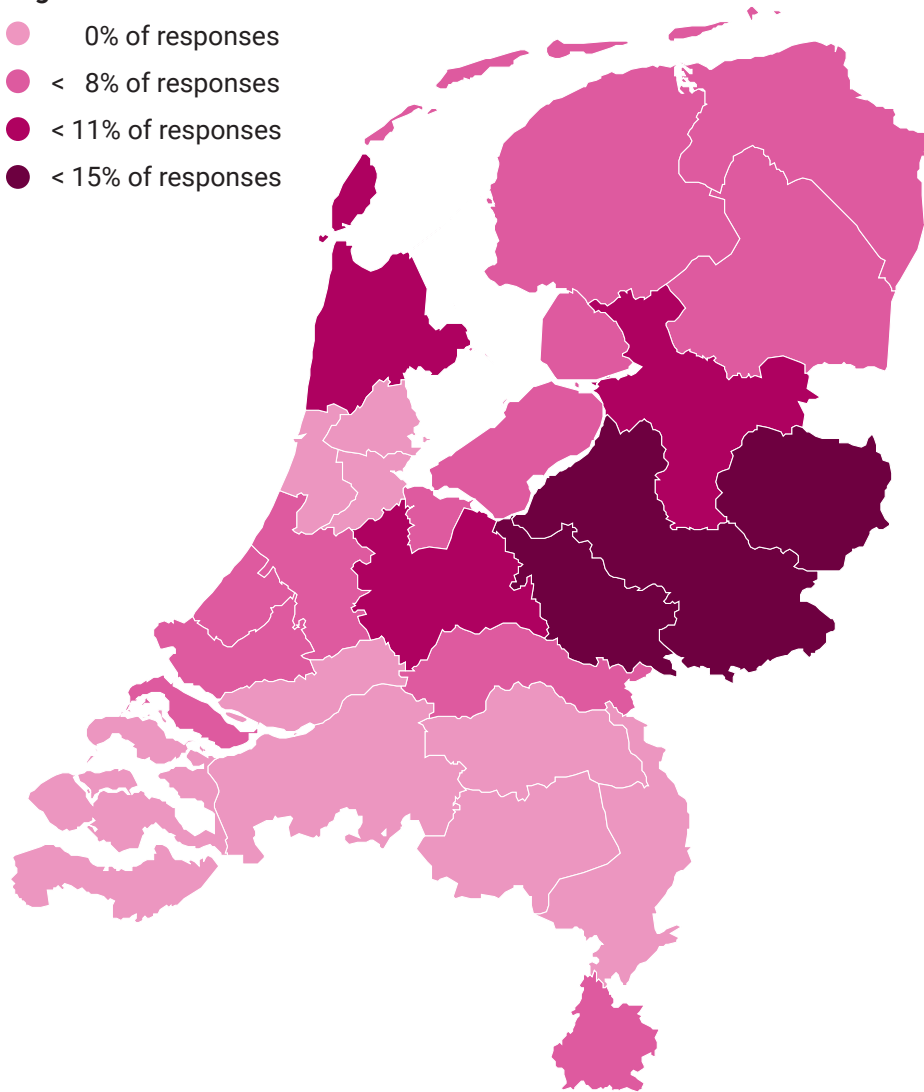 0% of responses
< 8% of responses
< 11% of responses
< 15% of responses